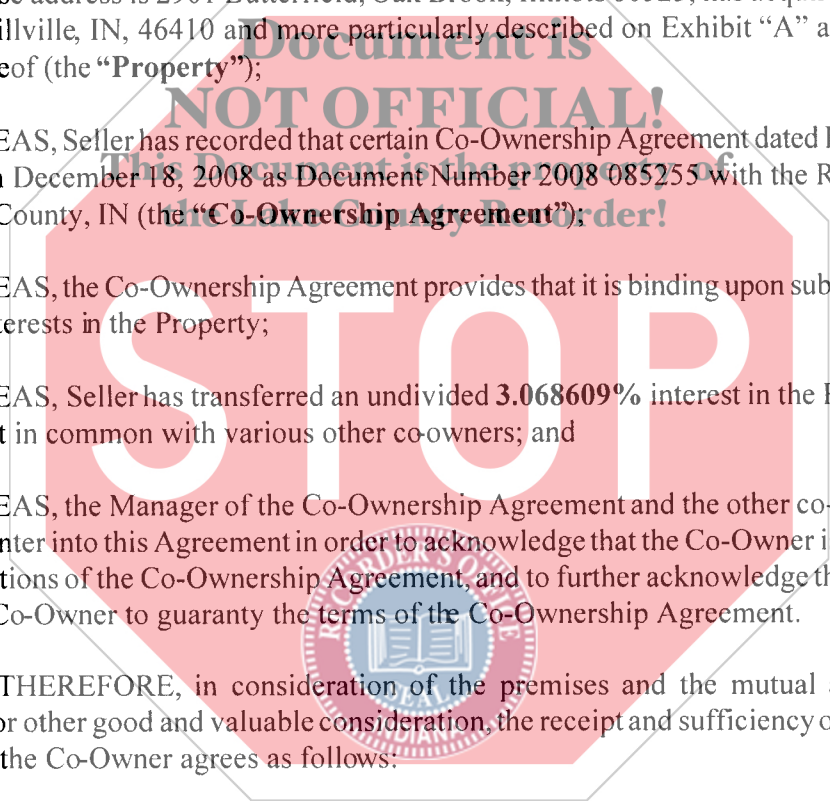 se address is 2901 Butterfield, Oak Brook, Illinois 60523, has acqui
illville, IN, 46410 and more particularly described on Exhibit “A” a
Document is
eof (the “Property”);
NOT OFFICIAL!
EAS, Seller has recorded that certain Co-Ownership Agreement dated
This Document is the property of
December 18, 2008 as Document Number 2008 085255 with the R
the Lake County Recorder!
County, IN (the “Co-Ownership Agreement”);
EAS, the Co-Ownership Agreement provides that it is binding upon sub
terests in the Property;
STOP
EAS, Seller has transferred an undivided 3.068609% interest in the
t in common with various other co-owners; and
EAS, the Manager of the Co-Ownership Agreement and the other co-
nter into this Agreement in order to acknowledge that the Co-Owner i
tions of the Co-Ownership Agreement, and to further acknowledge th
Co-Owner to guaranty the terms of the Co-Ownership Agreement.
RECORDER'S OFFICE
SEAL
INDIANA
THEREFORE, in consideration of the premises and the mutual
or other good and valuable consideration, the receipt and sufficiency o
the Co-Owner agrees as follows: